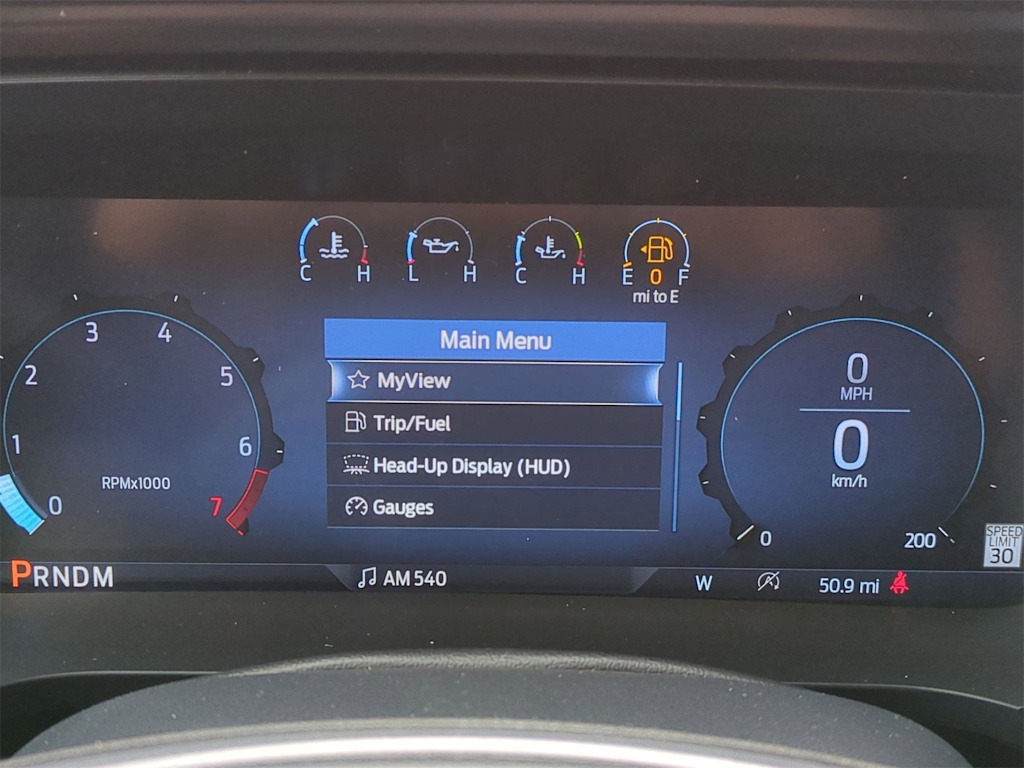 C H
L H
C H
E 0 F
mi to E
0
1
2
3
4
5
6
7
RPMx1000
Main Menu
MyView
Trip/Fuel
Head-Up Display (HUD)
Gauges
0
MPH
0
km/h
0
200
SPEED
LIMIT
30
PRNDM
AM 540
W
50.9 mi